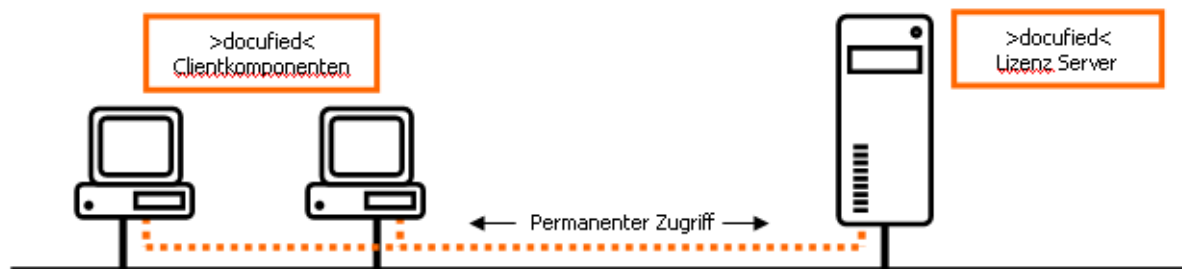 >docufied<
Clientkomponenten
>docufied<
Lizenz Server
Permanenter Zugriff